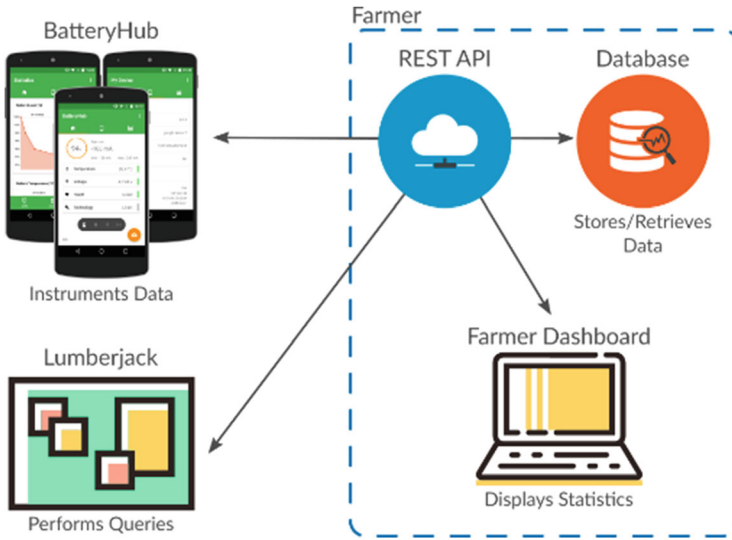 BatteryHub
Instruments Data
Farmer
REST API
Database
Stores/Retrieves
Data
Farmer Dashboard
Displays Statistics
Lumberjack
Performs Queries